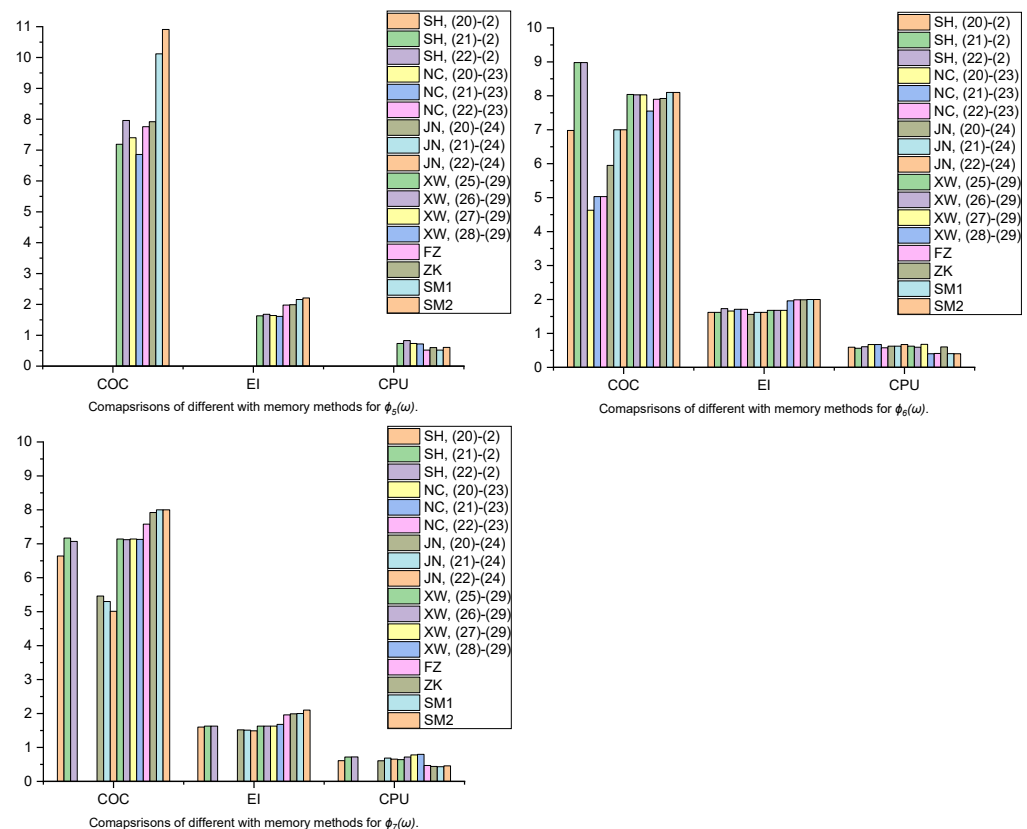 11
10
9
8
7
6
5
4
3
2
1
0
COC EI CPU
SH, (20)-(2)
SH, (21)-(2)
SH, (22)-(2)
NC, (20)-(23)
NC, (21)-(23)
NC, (22)-(23)
JN, (20)-(24)
JN, (21)-(24)
JN, (22)-(24)
XW, (25)-(29)
XW, (26)-(29)
XW, (27)-(29)
XW, (28)-(29)
FZ
ZK
SM1
SM2
Comapsrisons of different with memory methods for ϕ₅(ω).
10
9
8
7
6
5
4
3
2
1
0
COC EI CPU
SH, (20)-(2)
SH, (21)-(2)
SH, (22)-(2)
NC, (20)-(23)
NC, (21)-(23)
NC, (22)-(23)
JN, (20)-(24)
JN, (21)-(24)
JN, (22)-(24)
XW, (25)-(29)
XW, (26)-(29)
XW, (27)-(29)
XW, (28)-(29)
FZ
ZK
SM1
SM2
Comapsrisons of different with memory methods for ϕ₆(ω).
10
9
8
7
6
5
4
3
2
1
0
COC EI CPU
SH, (20)-(2)
SH, (21)-(2)
SH, (22)-(2)
NC, (20)-(23)
NC, (21)-(23)
NC, (22)-(23)
JN, (20)-(24)
JN, (21)-(24)
JN, (22)-(24)
XW, (25)-(29)
XW, (26)-(29)
XW, (27)-(29)
XW, (28)-(29)
FZ
ZK
SM1
SM2
Comapsrisons of different with memory methods for ϕ₇(ω).